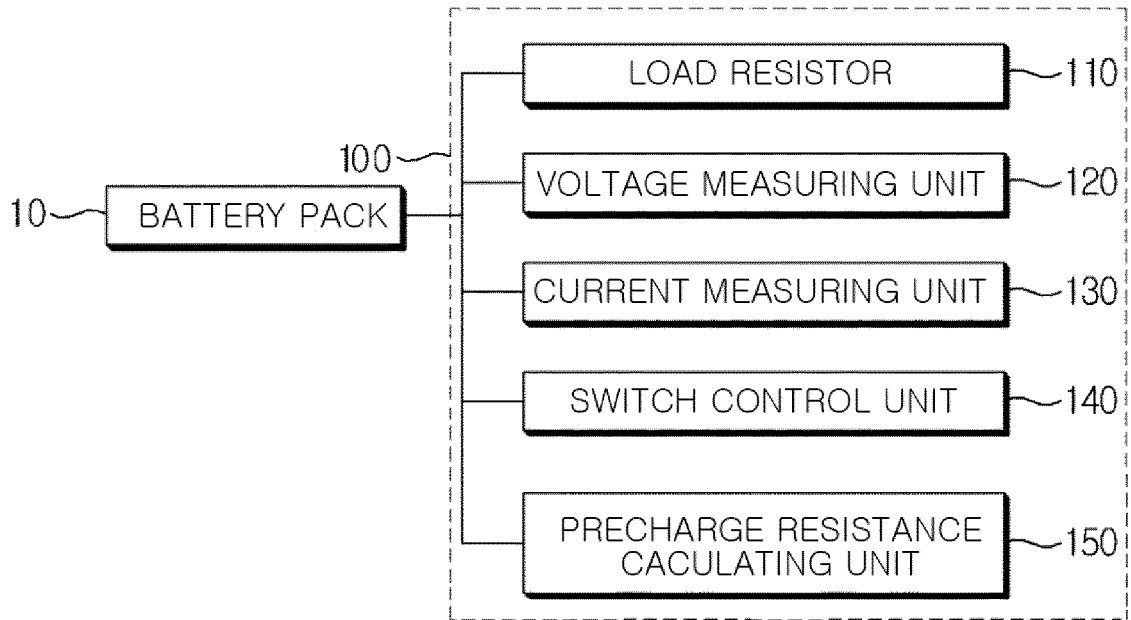 LOAD RESISTOR 110
100
VOLTAGE MEASURING UNIT 120
10 BATTERY PACK
CURRENT MEASURING UNIT 130
SWITCH CONTROL UNIT 140
PRECHARGE RESISTANCE
CACULATING UNIT 150